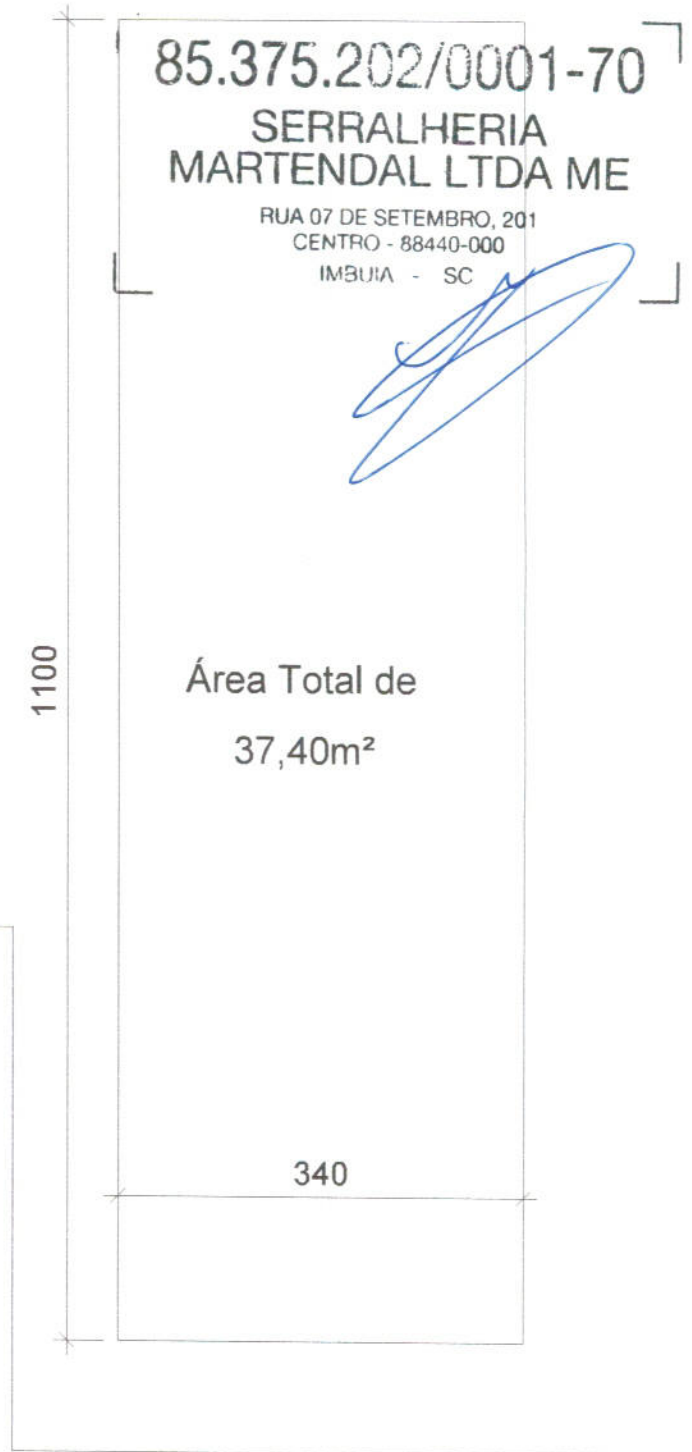 85.375.202/0001-70
SERRALHERIA
MARTENDAL LTDA ME
RUA 07 DE SETEMBRO, 201
CENTRO - 88440-000
IMBUIA - SC
1100
Área Total de
37,40m²
340